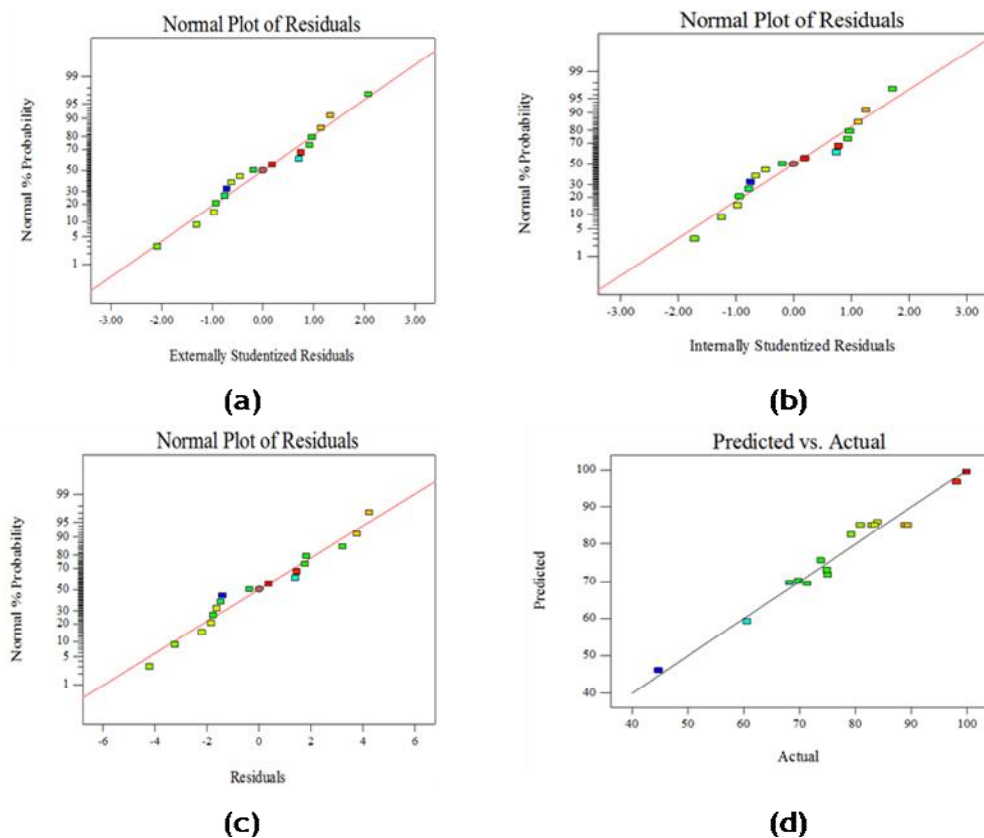 Normal Plot of Residuals
Normal % Probability
99
95
90
80
70
50
30
20
10
5
1
-3.00 -2.00 -1.00 0.00 1.00 2.00 3.00
Externally Studentized Residuals
(a)
Normal Plot of Residuals
Normal % Probability
99
95
90
80
70
50
30
20
10
5
1
-3.00 -2.00 -1.00 0.00 1.00 2.00 3.00
Internally Studentized Residuals
(b)
Normal Plot of Residuals
Normal % Probability
99
95
90
80
70
50
30
20
10
5
1
-6 -4 -2 0 2 4 6
Residuals
(c)
Predicted vs. Actual
Predicted
100
90
80
70
60
50
40
40 50 60 70 80 90 100
Actual
(d)